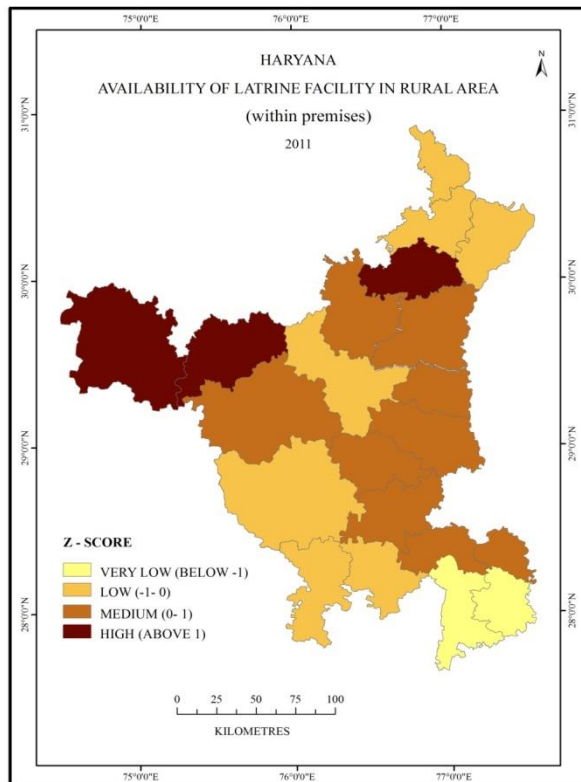 75°0'0"E 76°0'0"E 77°0'0"E
N
HARYANA
AVAILABILITY OF LATRINE FACILITY IN RURAL AREA
(within premises)
2011
31°0'0"N 31°0'0"N
30°0'0"N 30°0'0"N
29°0'0"N 29°0'0"N
28°0'0"N 28°0'0"N
Z - SCORE
VERY LOW (BELOW -1)
LOW (-1- 0)
MEDIUM (0- 1)
HIGH (ABOVE 1)
0 25 50 75 100
KILOMETRES
75°0'0"E 76°0'0"E 77°0'0"E